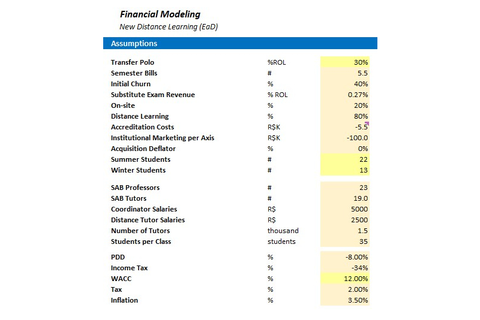 Financial Modeling
New Distance Learning (EaD)
Assumptions
Transfer Polo %ROL 30%
Semester Bills # 5.5
Initial Churn % 40%
Substitute Exam Revenue % ROL 0.27%
On-site % 20%
Distance Learning % 80%
Accreditation Costs R$K -5.5
Institutional Marketing per Axis R$K -100.0
Acquisition Deflator % 0%
Summer Students # 22
Winter Students # 13
SAB Professors # 23
SAB Tutors # 19.0
Coordinator Salaries R$ 5000
Distance Tutor Salaries R$ 2500
Number of Tutors thousand 1.5
Students per Class students 35
PDD % -8.00%
Income Tax % -34%
WACC % 12.00%
Tax % 2.00%
Inflation % 3.50%